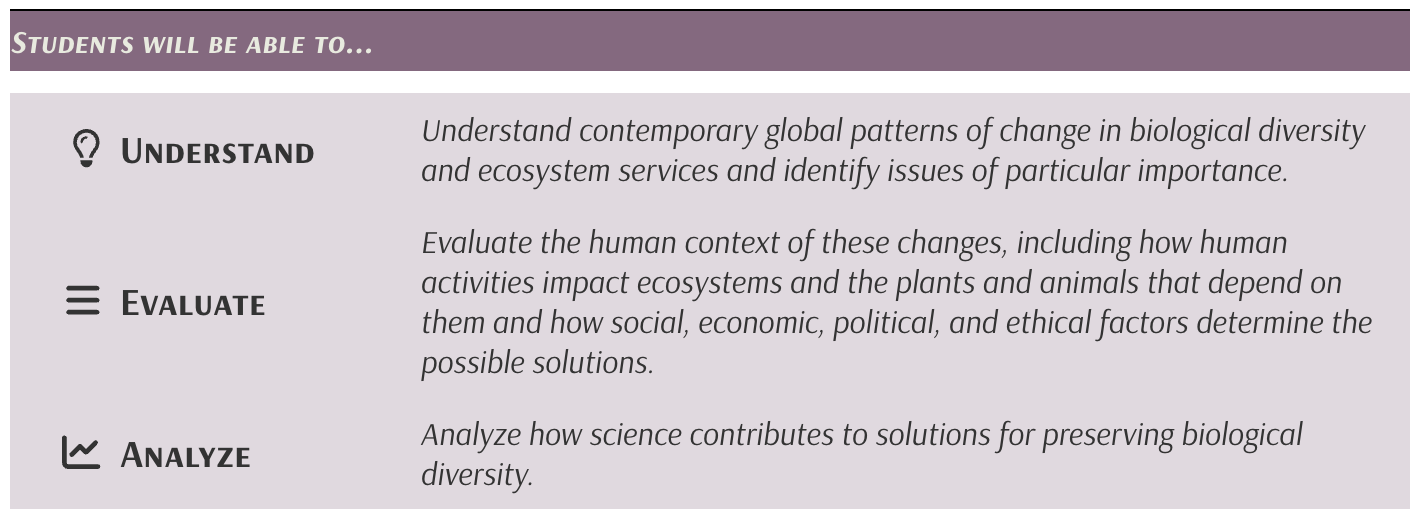 Students will be able to...
Understand
Understand contemporary global patterns of change in biological diversity
and ecosystem services and identify issues of particular importance.
Evaluate
Evaluate the human context of these changes, including how human
activities impact ecosystems and the plants and animals that depend on
them and how social, economic, political, and ethical factors determine the
possible solutions.
Analyze
Analyze how science contributes to solutions for preserving biological
diversity.